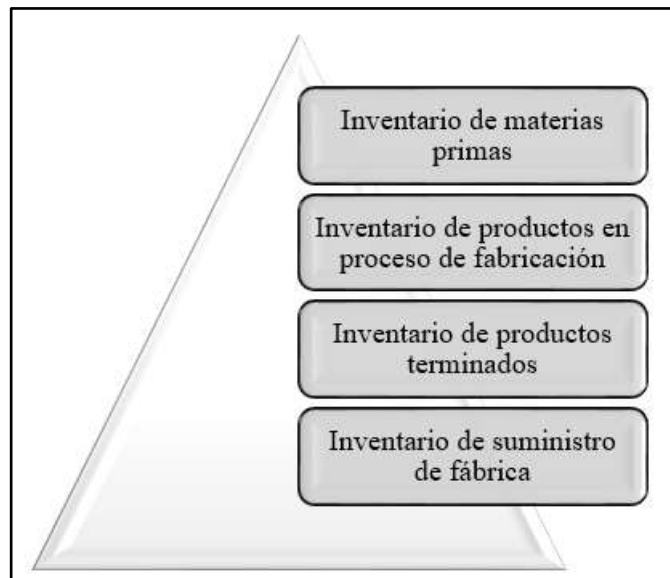 Inventario de materias
primas
Inventario de productos en
proceso de fabricación
Inventario de productos
terminados
Inventario de suministro
de fábrica